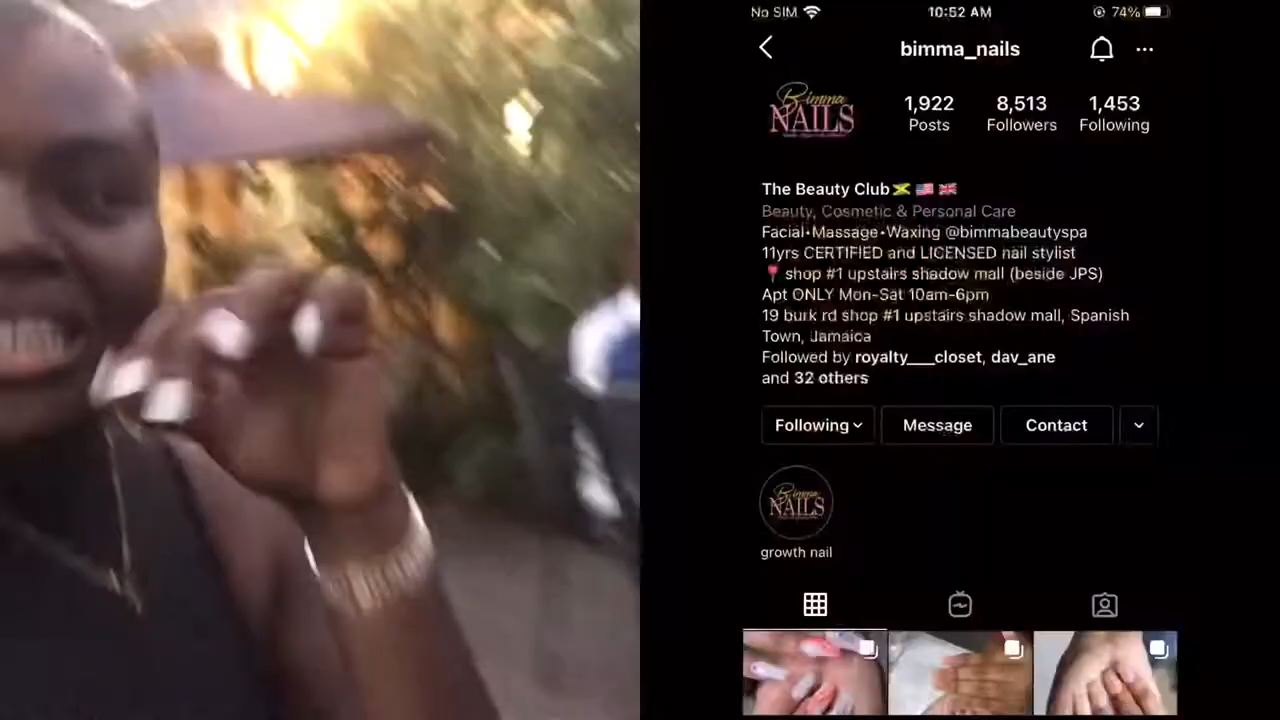 No SIM 10:52 AM 74%
bimma_nails
Bimma
NAILS
1,922 8,513 1,453
Posts Followers Following
The Beauty Club
Beauty, Cosmetic & Personal Care
Facial•Massage•Waxing @bimmabeautyspa
11yrs CERTIFIED and LICENSED nail stylist
shop #1 upstairs shadow mall (beside JPS)
Apt ONLY Mon-Sat 10am-6pm
19 burk rd shop #1 upstairs shadow mall, Spanish
Town, Jamaica
Followed by royalty___closet, dav_ane
and 32 others
Following Message Contact
Bimma
NAILS
growth nail